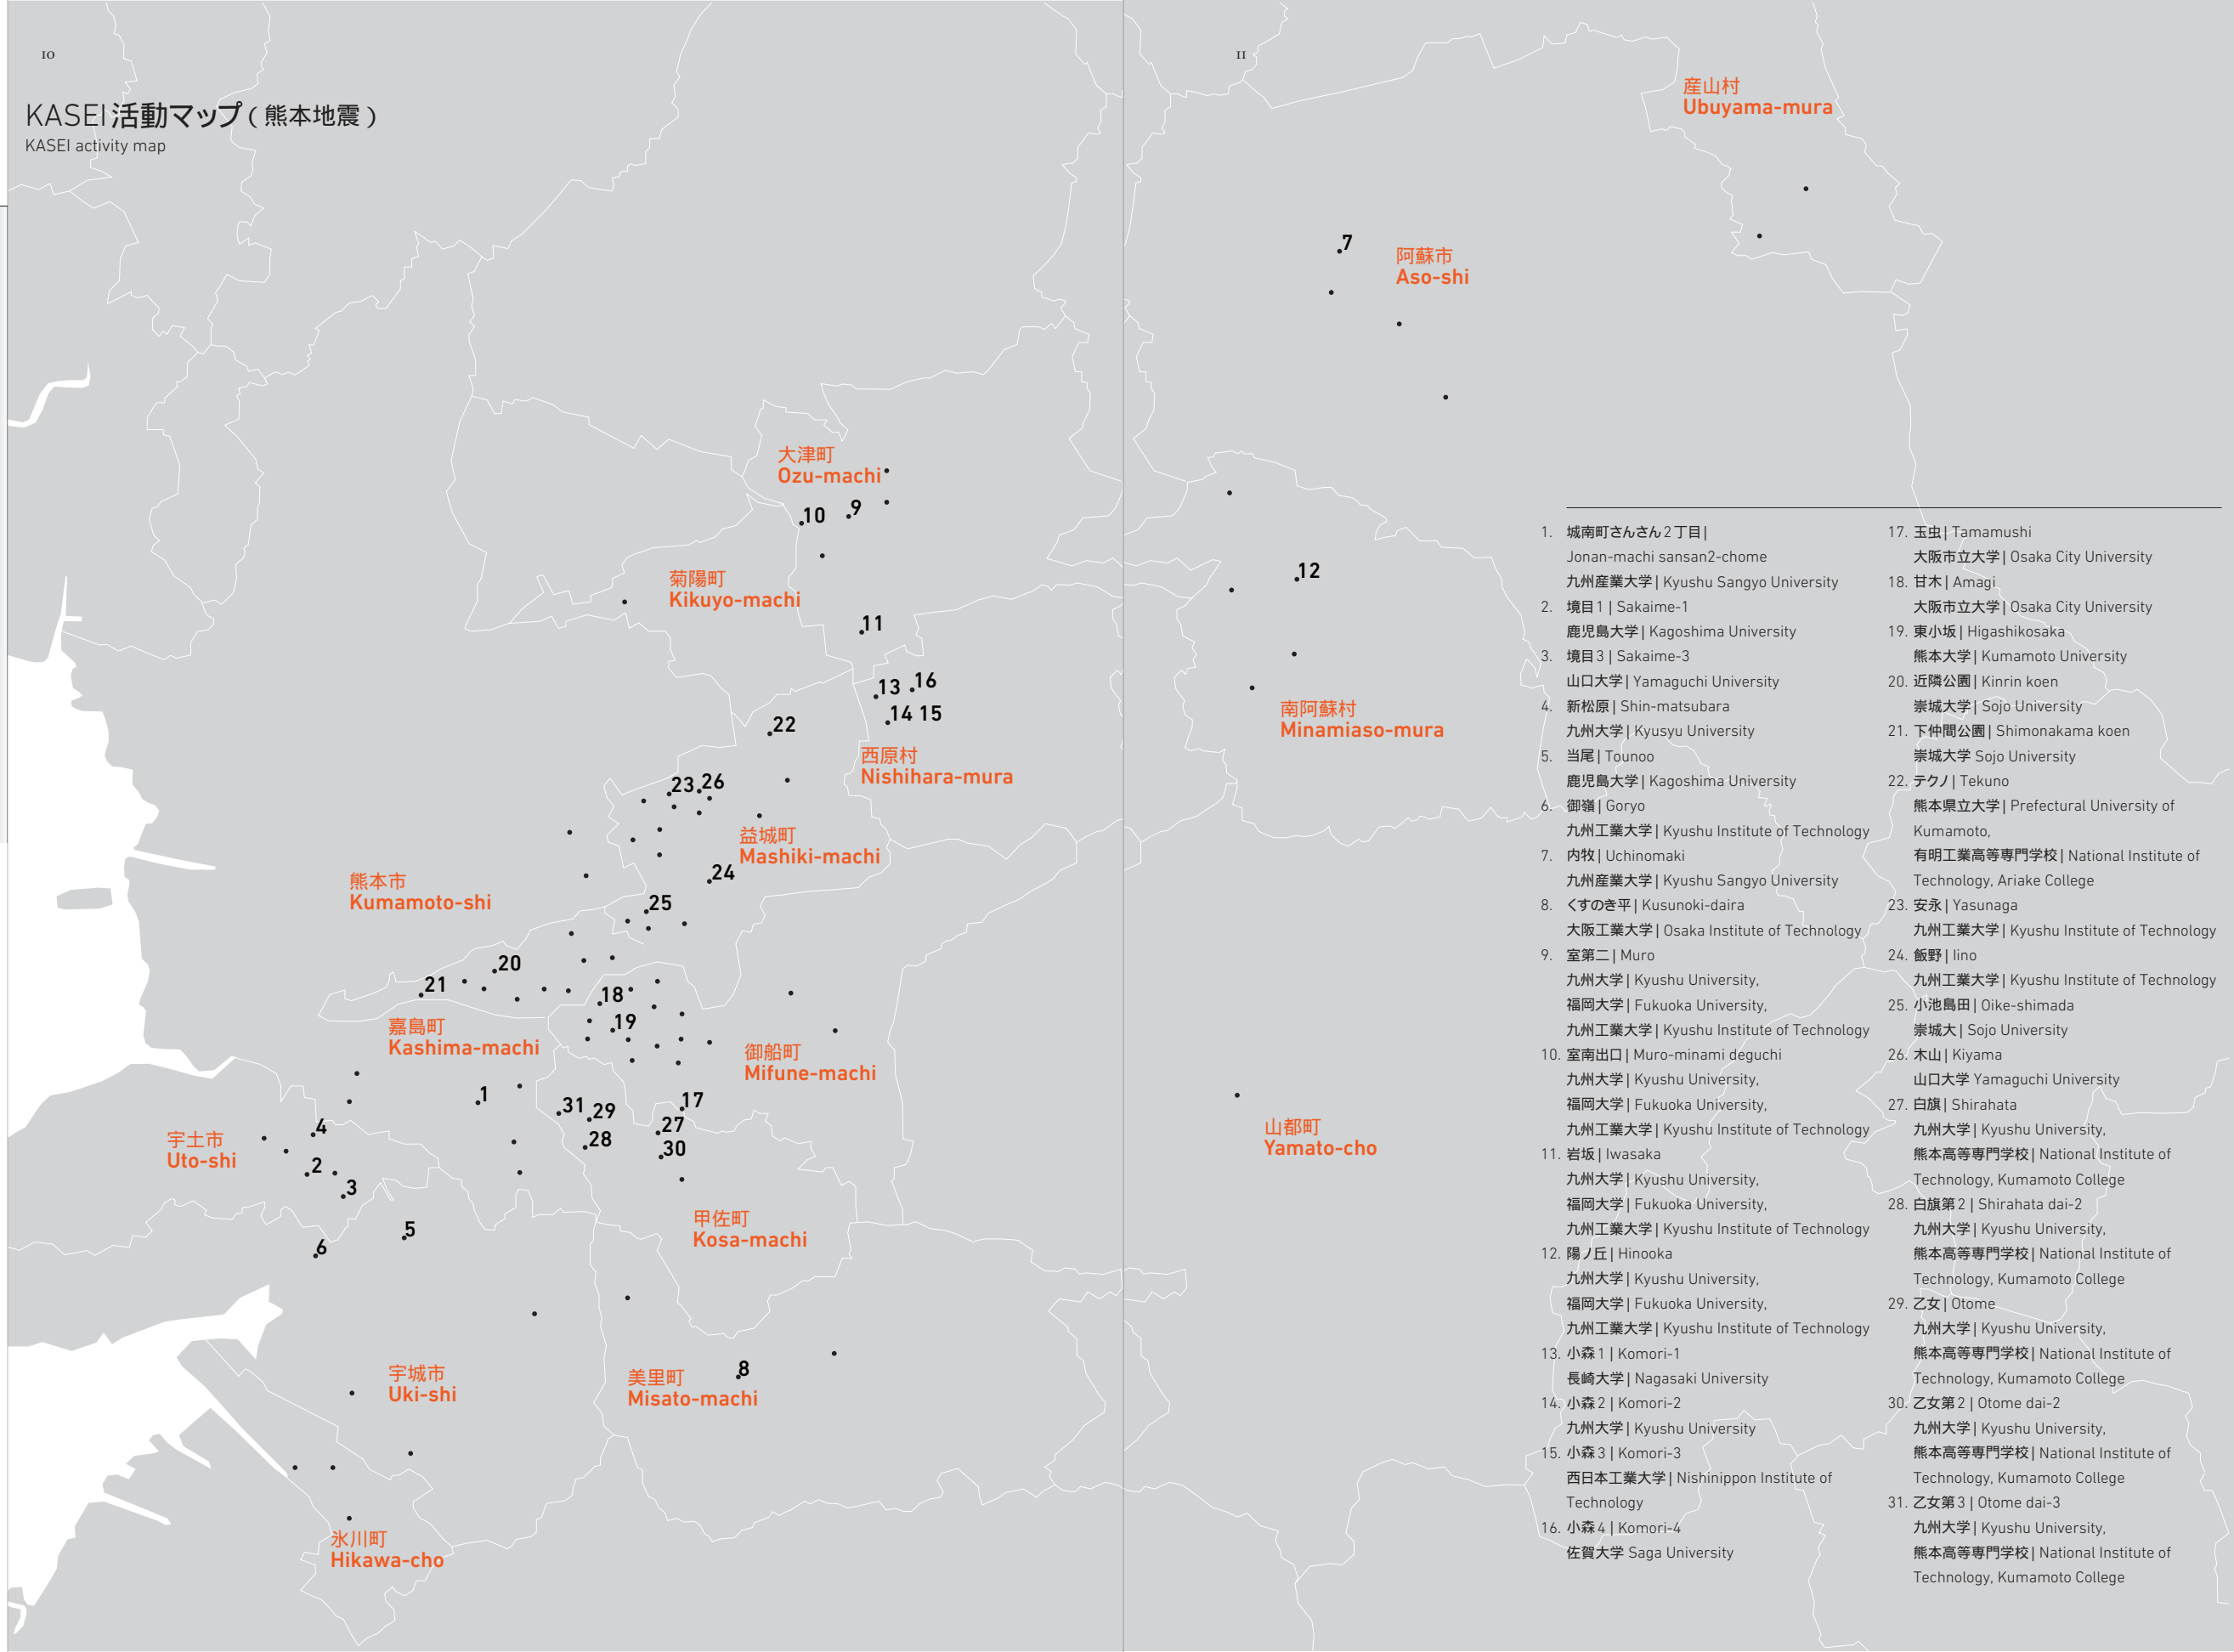 10
KASEI活動マップ（熊本地震）
KASEI activity map
11
産山村
Ubuyama-mura
7
阿蘇市
Aso-shi
大津町
Ozu-machi
10
9
菊陽町
Kikuyo-machi
11
12
13
16
14 15
22
西原村
Nishihara-mura
南阿蘇村
Minamiaso-mura
23
26
益城町
Mashiki-machi
24
熊本市
Kumamoto-shi
25
20
21
18
19
嘉島町
Kashima-machi
御船町
Mifune-machi
1
31
29
17
27
28
30
4
宇土市
Uto-shi
2
3
山都町
Yamato-cho
5
6
甲佐町
Kosa-machi
宇城市
Uki-shi
美里町
Misato-machi
8
氷川町
Hikawa-cho
1. 城南町さんさん2丁目|
Jonan-machi sansan2-chome
九州産業大学| Kyushu Sangyo University
2. 境目1 | Sakaime-1
鹿児島大学| Kagoshima University
3. 境目3 | Sakaime-3
山口大学| Yamaguchi University
4. 新松原| Shin-matsubara
九州大学| Kyusyu University
5. 当尾| Tounoo
鹿児島大学| Kagoshima University
6. 御嶺| Goryo
九州工業大学| Kyushu Institute of Technology
7. 内牧| Uchinomaki
九州産業大学| Kyushu Sangyo University
8. くすのき平| Kusunoki-daira
大阪工業大学| Osaka Institute of Technology
9. 室第二| Muro
九州大学| Kyushu University,
福岡大学| Fukuoka University,
九州工業大学| Kyushu Institute of Technology
10. 室南出口| Muro-minami deguchi
九州大学| Kyushu University,
福岡大学| Fukuoka University,
九州工業大学| Kyushu Institute of Technology
11. 岩坂| Iwasaka
九州大学| Kyushu University,
福岡大学| Fukuoka University,
九州工業大学| Kyushu Institute of Technology
12. 陽ノ丘| Hinooka
九州大学| Kyushu University,
福岡大学| Fukuoka University,
九州工業大学| Kyushu Institute of Technology
13. 小森1 | Komori-1
長崎大学| Nagasaki University
14. 小森2 | Komori-2
九州大学| Kyushu University
15. 小森3 | Komori-3
西日本工業大学| Nishinippon Institute of
Technology
16. 小森4 | Komori-4
佐賀大学 Saga University
17. 玉虫| Tamamushi
大阪市立大学| Osaka City University
18. 甘木| Amagi
大阪市立大学| Osaka City University
19. 東小坂| Higashikosaka
熊本大学| Kumamoto University
20. 近隣公園| Kinrin koen
崇城大学| Sojo University
21. 下仲間公園| Shimonakama koen
崇城大学 Sojo University
22. テクノ| Tekuno
熊本県立大学| Prefectural University of
Kumamoto,
有明工業高等専門学校| National Institute of
Technology, Ariake College
23. 安永| Yasunaga
九州工業大学| Kyushu Institute of Technology
24. 飯野| Iino
九州工業大学| Kyushu Institute of Technology
25. 小池島田| Oike-shimada
崇城大| Sojo University
26. 木山| Kiyama
山口大学 Yamaguchi University
27. 白旗| Shirahata
九州大学| Kyushu University,
熊本高等専門学校| National Institute of
Technology, Kumamoto College
28. 白旗第2 | Shirahata dai-2
九州大学| Kyushu University,
熊本高等専門学校| National Institute of
Technology, Kumamoto College
29. 乙女| Otome
九州大学| Kyushu University,
熊本高等専門学校| National Institute of
Technology, Kumamoto College
30. 乙女第2 | Otome dai-2
九州大学| Kyushu University,
熊本高等専門学校| National Institute of
Technology, Kumamoto College
31. 乙女第3 | Otome dai-3
九州大学| Kyushu University,
熊本高等専門学校| National Institute of
Technology, Kumamoto College